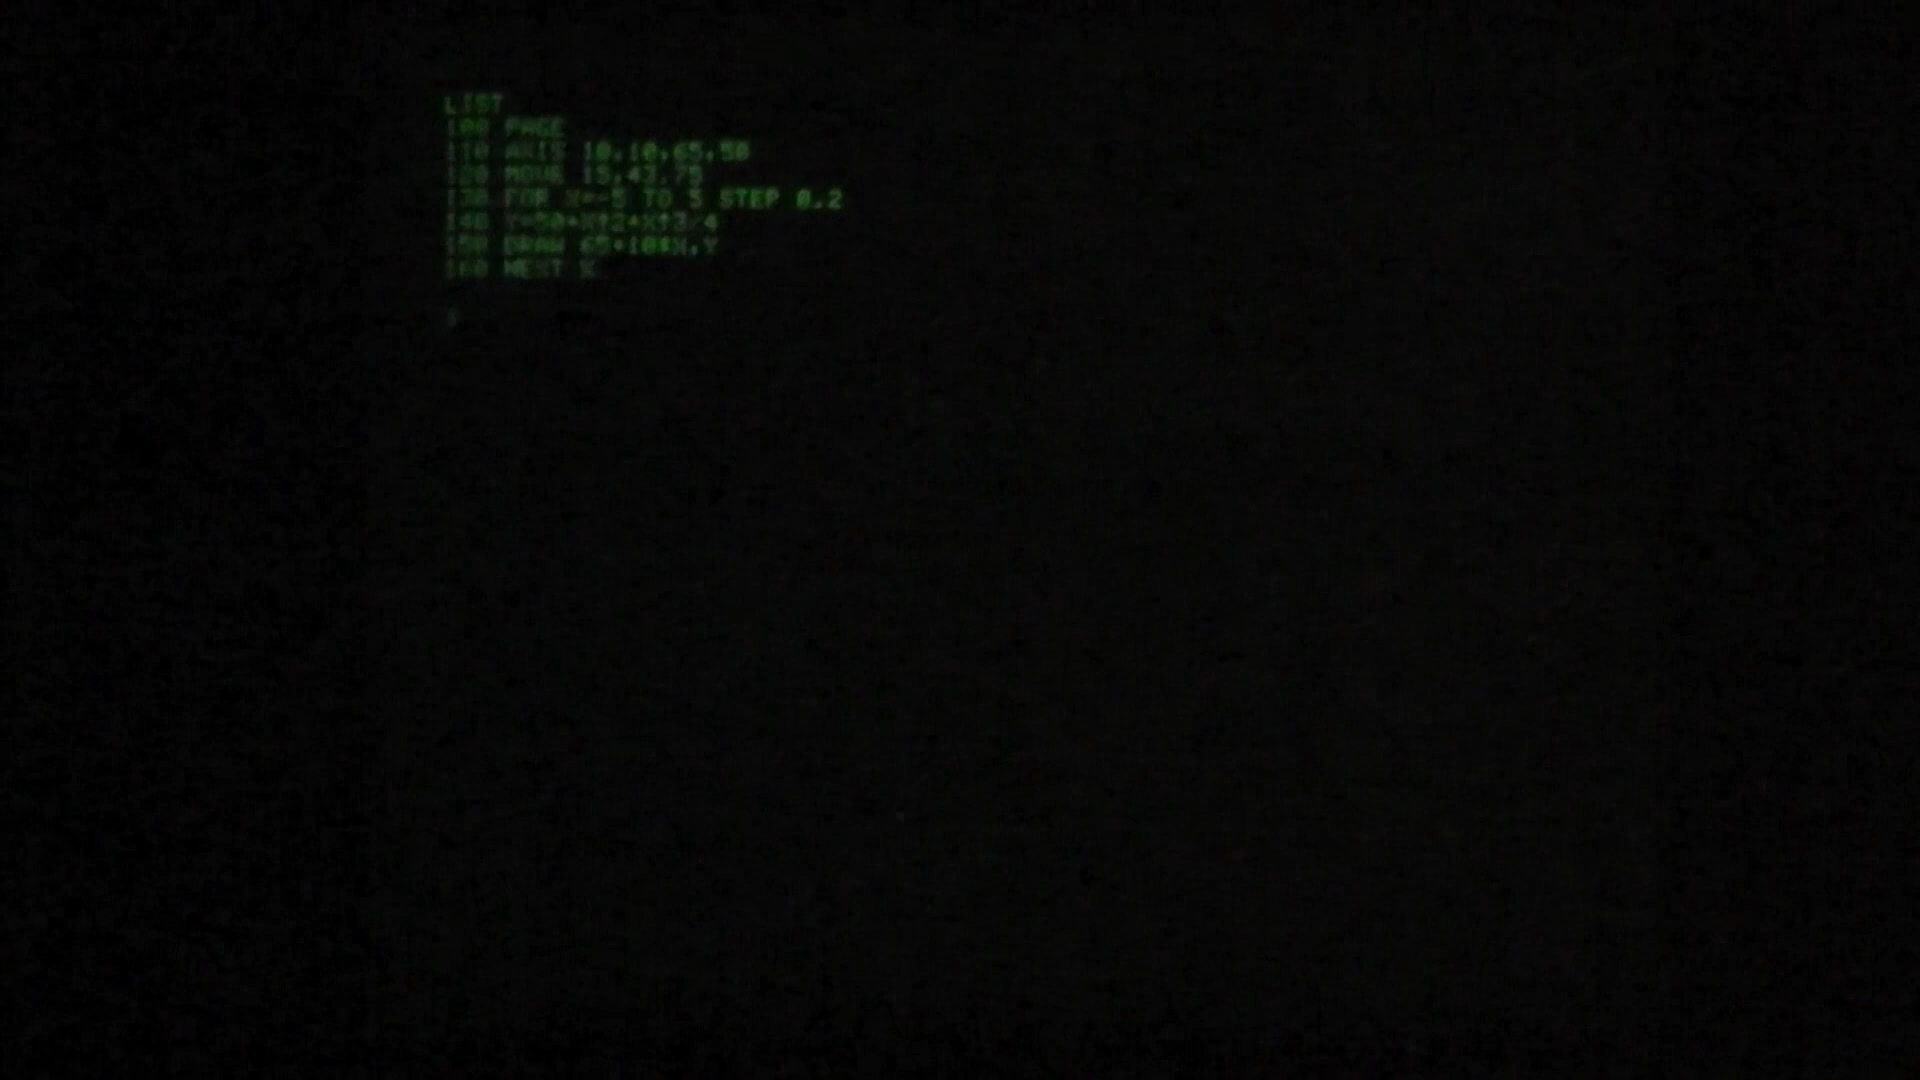 LIST
100 PAGE
110 AXIS 10,10,65,50
120 MOVE 15,43.75
130 FOR X=-5 TO 5 STEP 0.2
140 Y=50+X↑2+X↑3/4
150 DRAW 65+10*X,Y
160 NEXT X